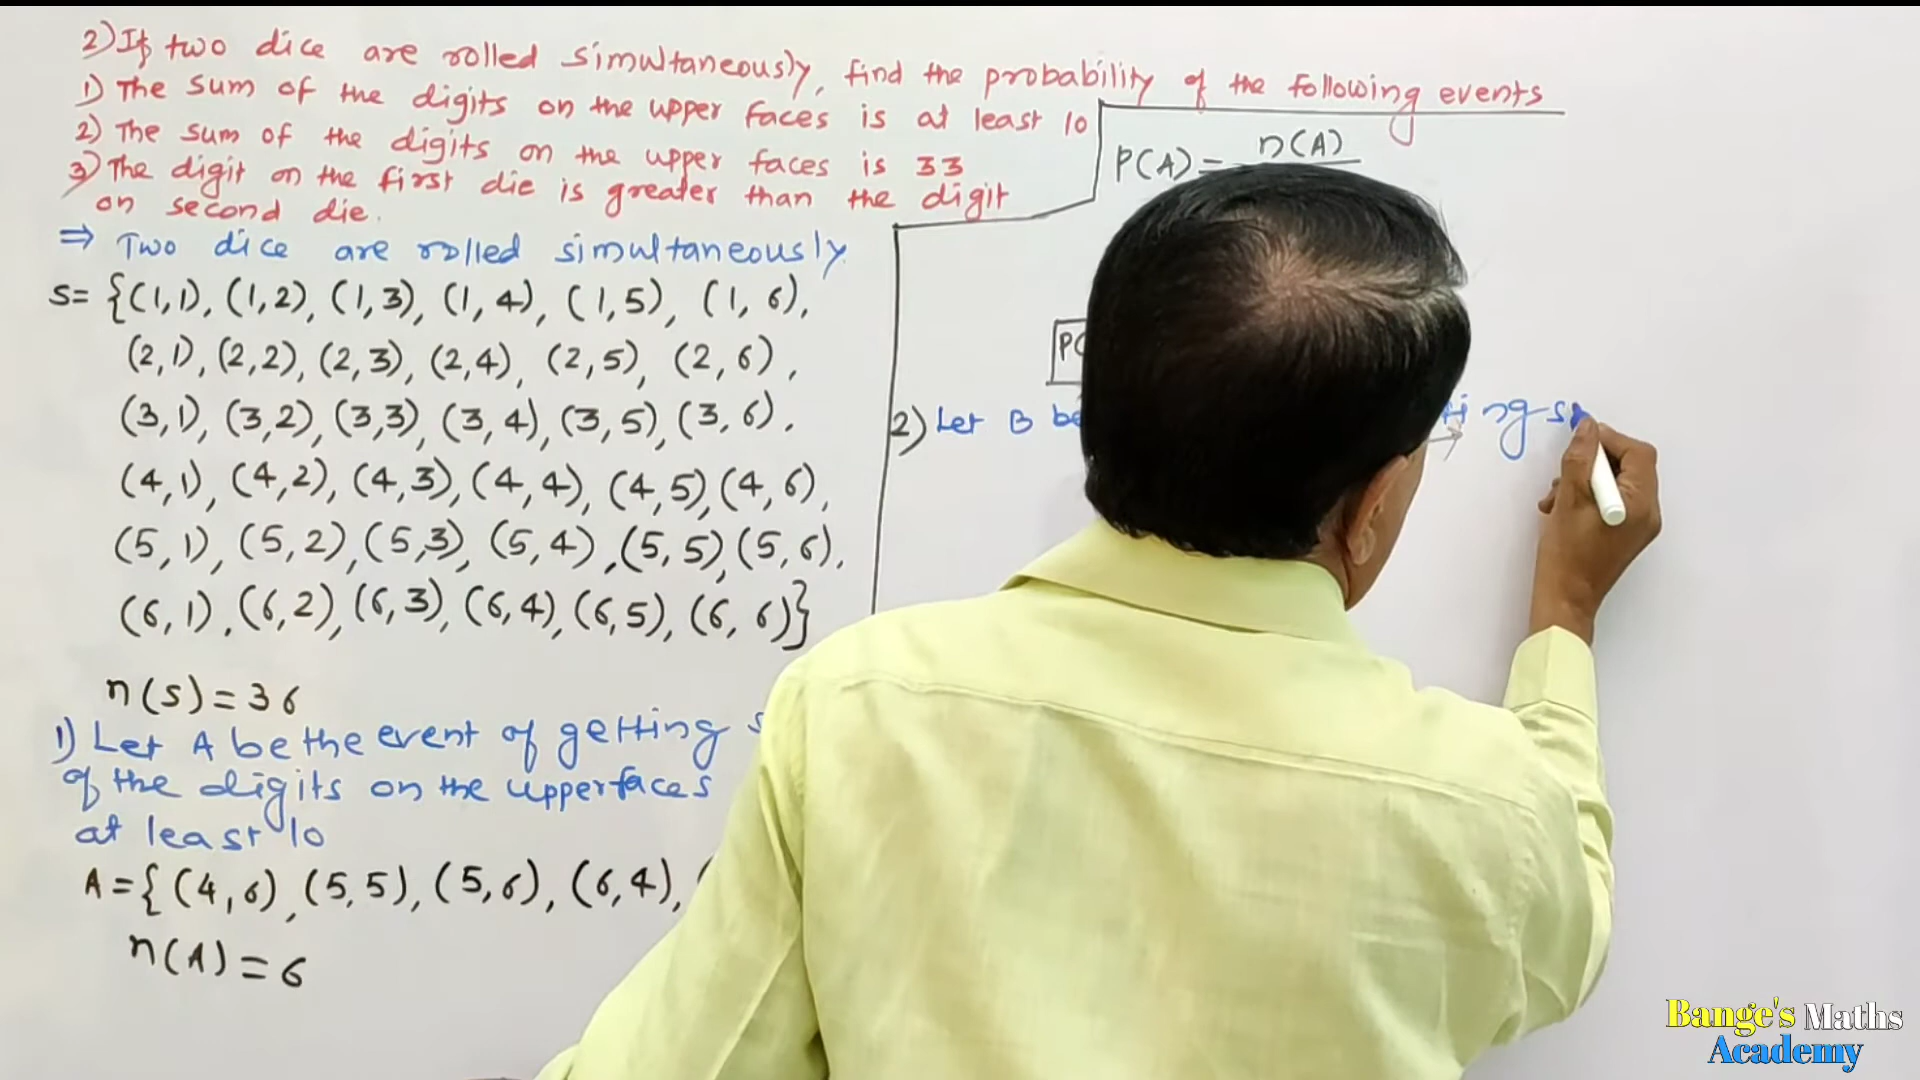 2) If two dice are rolled simultaneously, find the probability of the following events
1) The sum of the digits on the upper faces is at least 10
2) The sum of the digits on the upper faces is 33
3) The digit on the first die is greater than the digit
on second die.
⇒ Two dice are rolled simultaneously
S= {(1,1), (1,2), (1,3), (1,4), (1,5), (1,6),
(2,1), (2,2), (2,3), (2,4), (2,5), (2,6),
(3,1), (3,2), (3,3), (3,4), (3,5), (3,6),
(4,1), (4,2), (4,3), (4,4), (4,5), (4,6),
(5,1), (5,2), (5,3), (5,4), (5,5), (5,6),
(6,1), (6,2), (6,3), (6,4), (6,5), (6,6)}
n(s)=36
1) Let A be the event of getting s
of the digits on the upper faces
at least 10
A={(4,6), (5,5), (5,6), (6,4), (
n(A)=6
P(A)= n(A)
P(
2) Let B be ting su
Bange's Maths
Academy